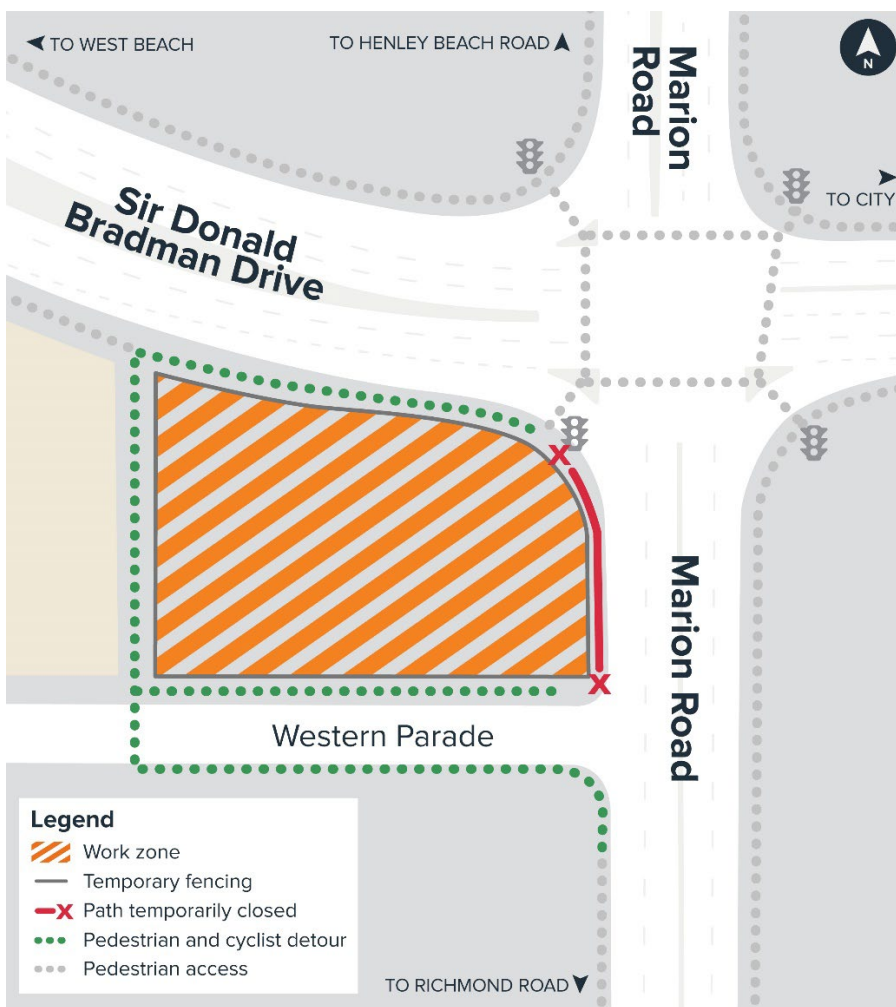 TO WEST BEACH
TO HENLEY BEACH ROAD
Marion
Road
N
TO CITY
Sir Donald
Bradman Drive
X
Marion Road
X
Western Parade
Legend
Work zone
Temporary fencing
X Path temporarily closed
Pedestrian and cyclist detour
Pedestrian access
TO RICHMOND ROAD